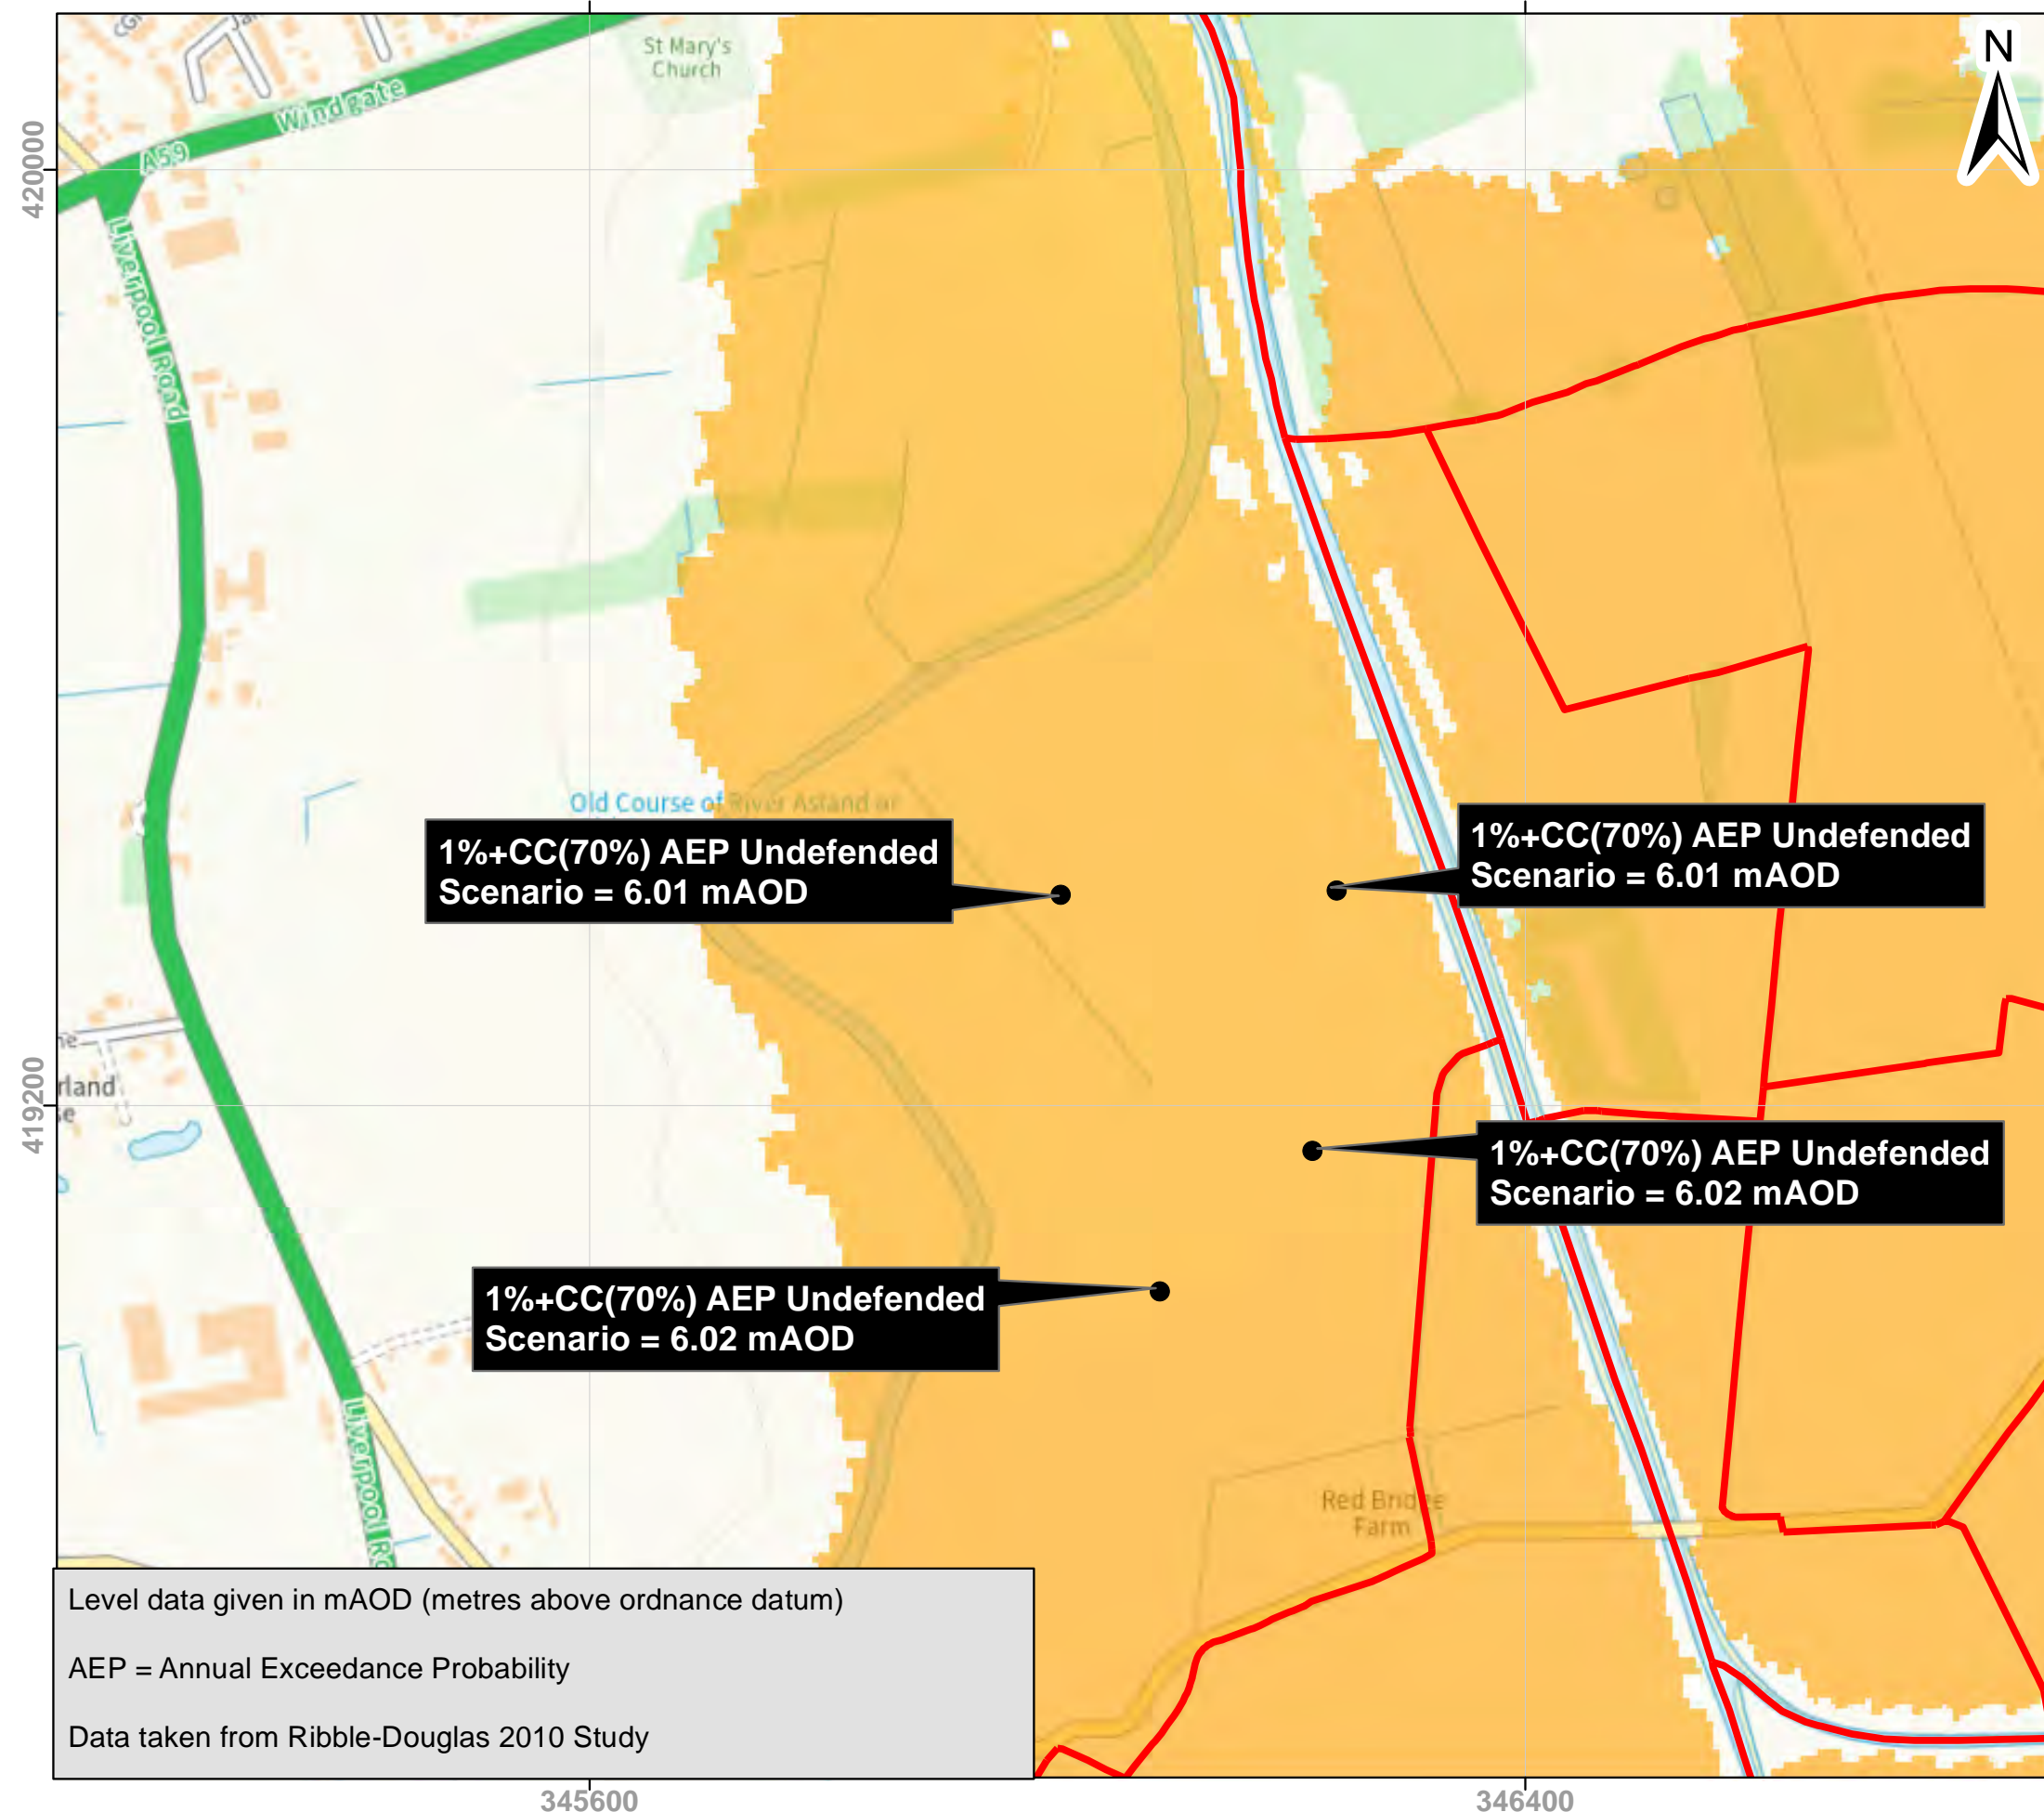 St Mary's
Church
N
Windgate
A59
420000
Liverpool Road
Old Course of River Asland or
1%+CC(70%) AEP Undefended
Scenario = 6.01 mAOD
1%+CC(70%) AEP Undefended
Scenario = 6.01 mAOD
419200
rland
1%+CC(70%) AEP Undefended
Scenario = 6.02 mAOD
1%+CC(70%) AEP Undefended
Scenario = 6.02 mAOD
Liverpool Ro
Red Bridge
Farm
Level data given in mAOD (metres above ordnance datum)
AEP = Annual Exceedance Probability
Data taken from Ribble-Douglas 2010 Study
345600
346400